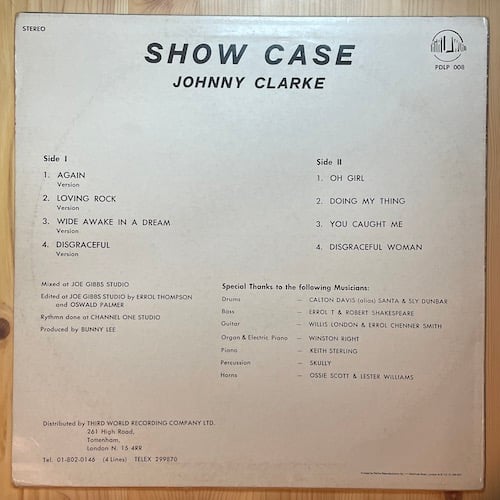 STEREO
SHOW CASE
JOHNNY CLARKE
PDLP 008
Side I
1. AGAIN
Version
2. LOVING ROCK
Version
3. WIDE AWAKE IN A DREAM
Version
4. DISGRACEFUL
Version
Side II
1. OH GIRL
2. DOING MY THING
3. YOU CAUGHT ME
4. DISGRACEFUL WOMAN
Mixed at JOE GIBBS STUDIO
Edited at JOE GIBBS STUDIO by ERROL THOMPSON
and OSWALD PALMER
Rythmn done at CHANNEL ONE STUDIO
Produced by BUNNY LEE
Special Thanks to the following Musicians:
Drums – CALTON DAVIS (alias) SANTA & SLY DUNBAR
Bass – ERROL T & ROBERT SHAKESPEARE
Guitar – WILLIS LONDON & ERROL CHENNER SMITH
Organ & Electric Piano – WINSTON RIGHT
Piano – KEITH STERLING
Percussion – SKULLY
Horns – OSSIE SCOTT & LESTER WILLIAMS
Distributed by THIRD WORLD RECORDING COMPANY LTD.
261 High Road,
Tottenham,
London N. 15 4RR
Tel. 01-802-0146 (4 Lines) TELEX 299870